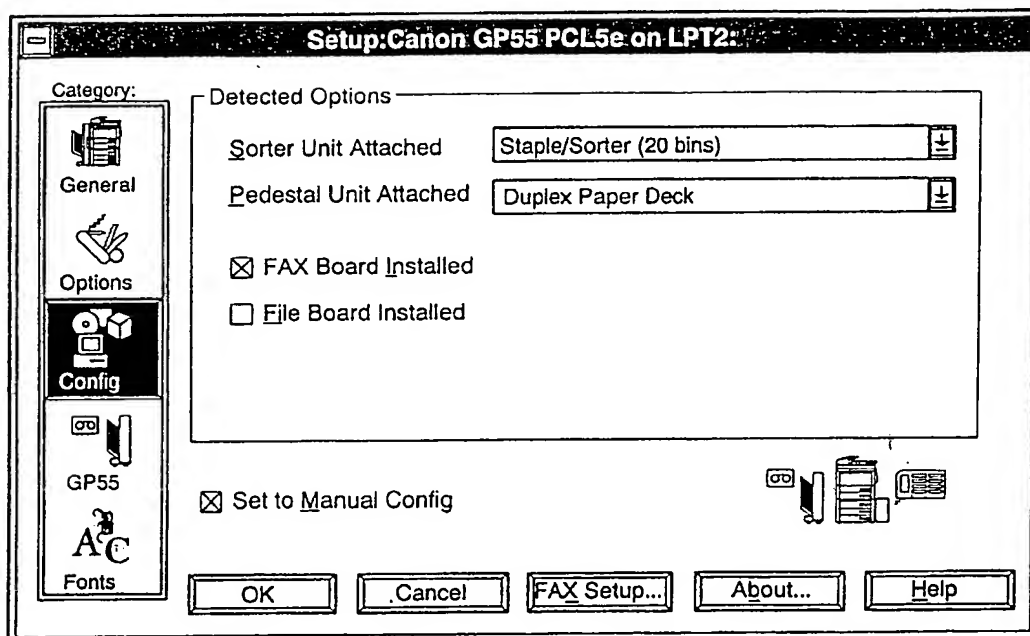 Setup:Canon GP55 PCL5e on LPT2:
Category:
General
Options
Config
GP55
Fonts
Detected Options
Sorter Unit Attached Staple/Sorter (20 bins)
Pedestal Unit Attached Duplex Paper Deck
FAX Board Installed
File Board Installed
Set to Manual Config
OK Cancel FAX Setup... About... Help